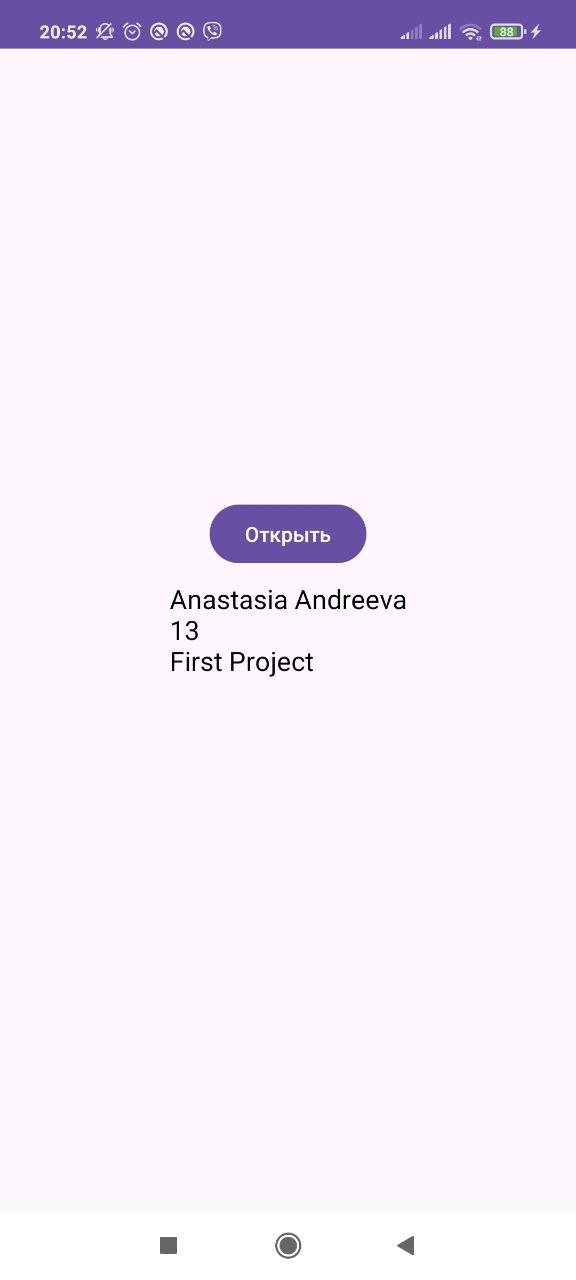 20:52
88
Открыть
Anastasia Andreeva
13
First Project